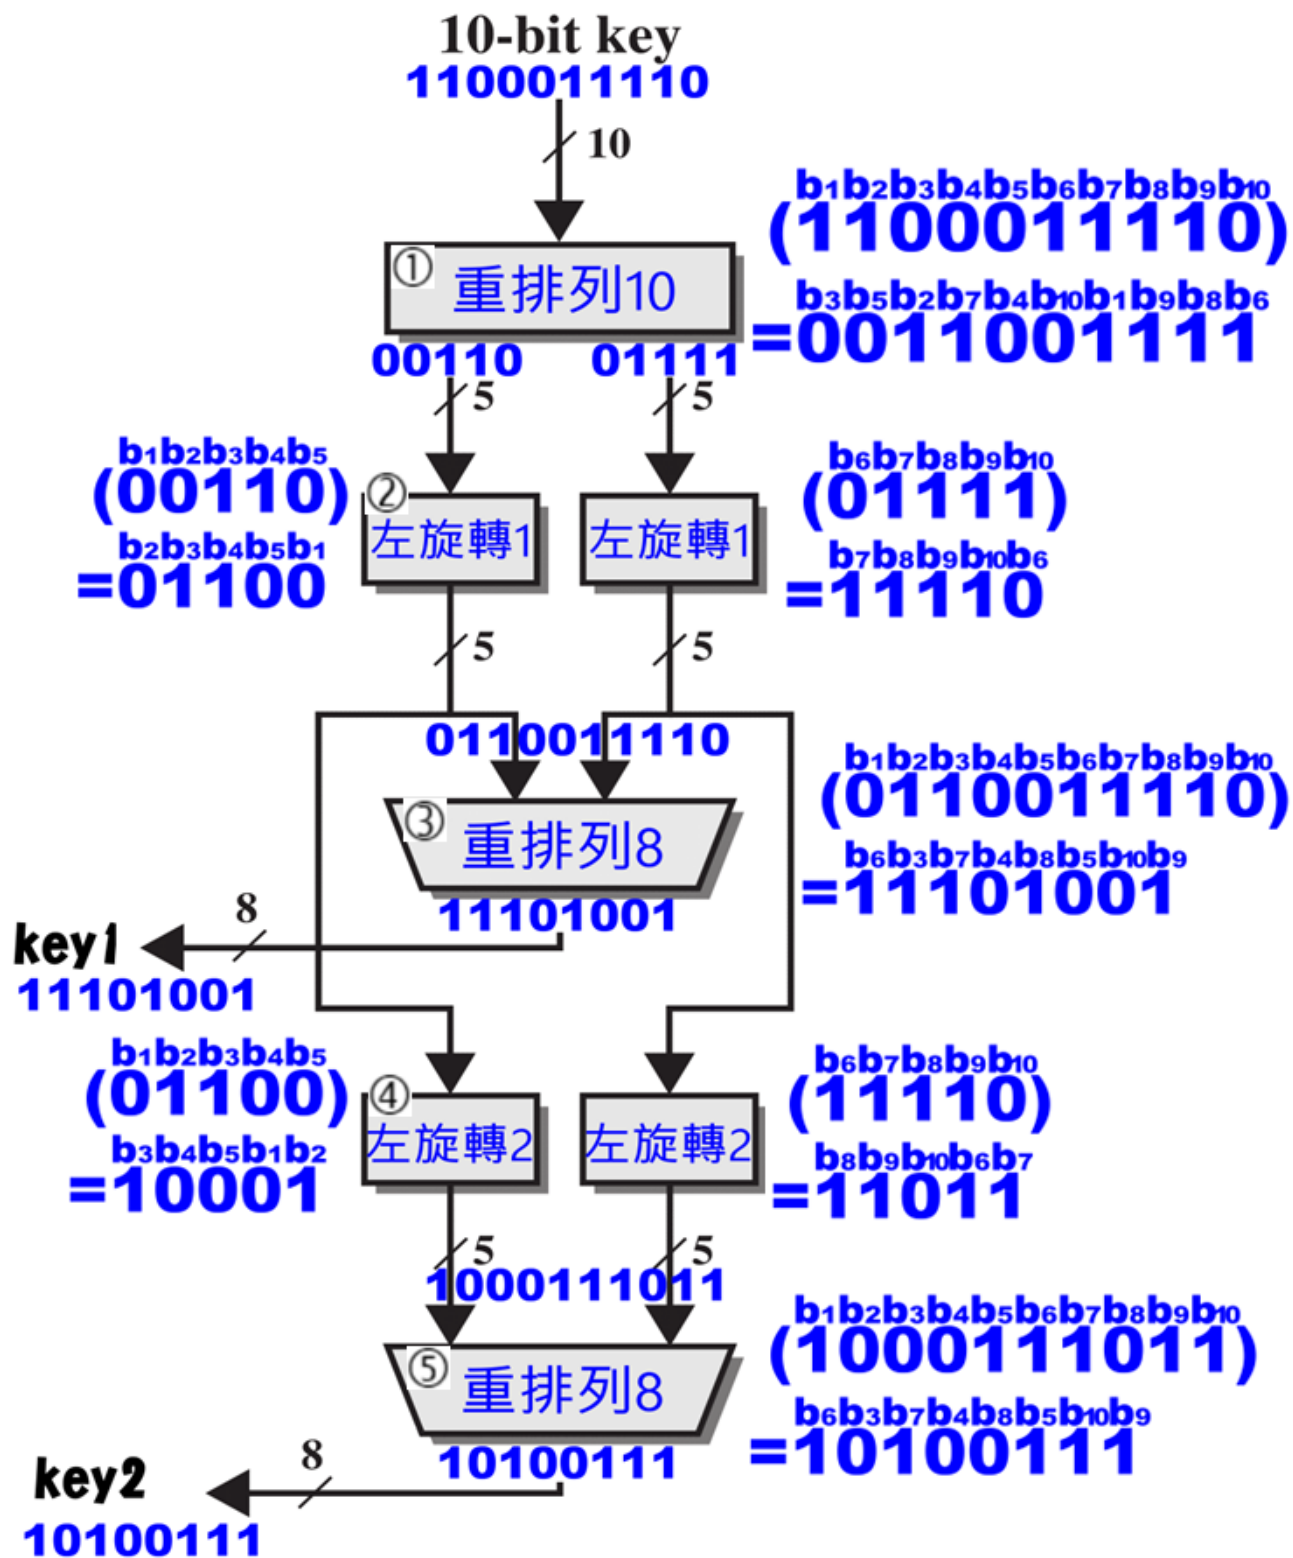 10-bit key
1100011110
10
b1b2b3b4b5b6b7b8b9b10
(1100011110)
① 重排列10
b3b5b2b7b4b10b1b9b8b6
=0011001111
00110 01111
5 5
b1b2b3b4b5
(00110)
b6b7b8b9b10
(01111)
② 左旋轉1 左旋轉1
b2b3b4b5b1
=01100
b7b8b9b10b6
=11110
5 5
0110011110
b1b2b3b4b5b6b7b8b9b10
(0110011110)
③ 重排列8
b6b3b7b4b8b5b10b9
=11101001
11101001
8
key1
11101001
b1b2b3b4b5
(01100)
b6b7b8b9b10
(11110)
④ 左旋轉2 左旋轉2
b3b4b5b1b2
=10001
b8b9b10b6b7
=11011
5 5
1000111011
b1b2b3b4b5b6b7b8b9b10
(1000111011)
⑤ 重排列8
b6b3b7b4b8b5b10b9
=10100111
10100111
8
key2
10100111